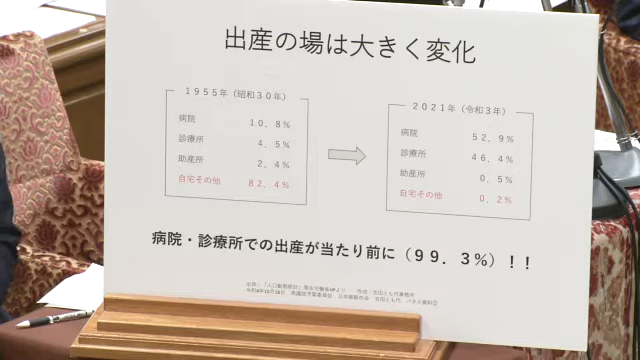 出産の場は大きく変化
1955年（昭和30年）
病院 10．8%
診療所 4．5%
助産所 2．4%
自宅その他 82．4%
2021年（令和3年）
病院 52．9%
診療所 46．4%
助産所 0．5%
自宅その他 0．2%
病院・診療所での出産が当たり前に（99．3%）！！